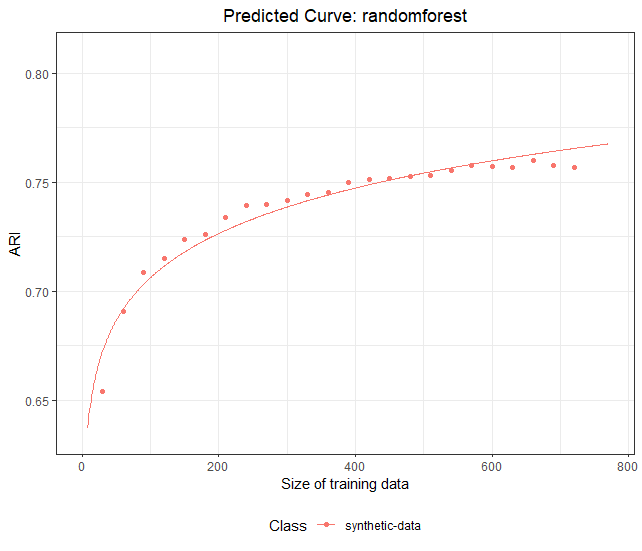 Predicted Curve: randomforest
0.80
0.75
0.70
0.65
ARI
0 200 400 600 800
Size of training data
Class synthetic-data